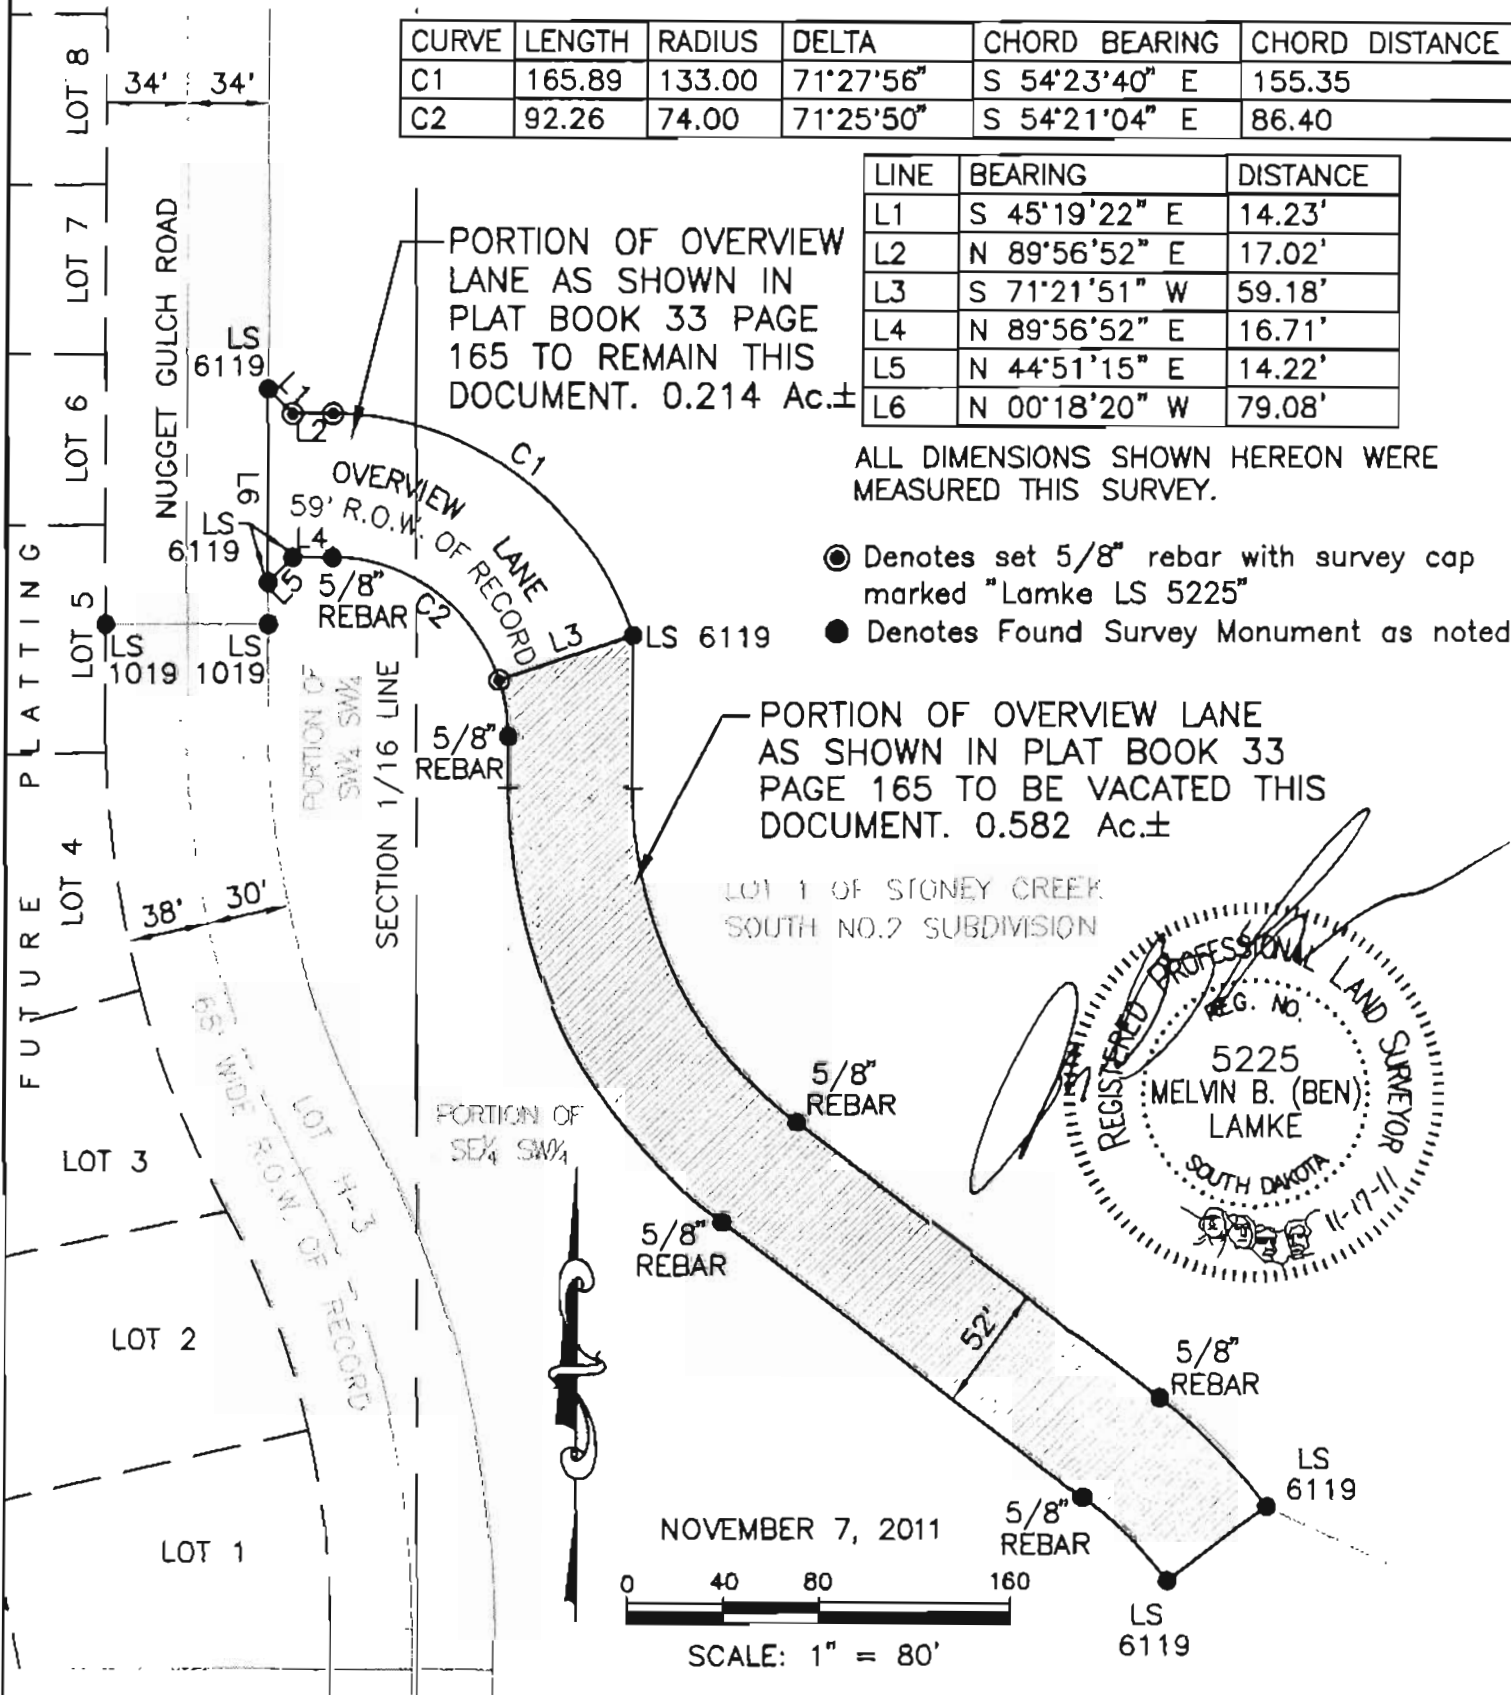 CURVE LENGTH RADIUS DELTA CHORD BEARING CHORD DISTANCE
C1 165.89 133.00 71°27'56" S 54°23'40" E 155.35
C2 92.26 74.00 71°25'50" S 54°21'04" E 86.40
LINE BEARING DISTANCE
L1 S 45°19'22" E 14.23'
L2 N 89°56'52" E 17.02'
L3 S 71°21'51" W 59.18'
L4 N 89°56'52" E 16.71'
L5 N 44°51'15" E 14.22'
L6 N 00°18'20" W 79.08'
ALL DIMENSIONS SHOWN HEREON WERE
MEASURED THIS SURVEY.
Denotes set 5/8" rebar with survey cap
marked "Lamke LS 5225"
Denotes Found Survey Monument as noted
PORTION OF OVERVIEW
LANE AS SHOWN IN
PLAT BOOK 33 PAGE
165 TO REMAIN THIS
DOCUMENT. 0.214 Ac.±
34' 34'
LOT 8
LOT 7
LOT 6
LOT 5
LOT 4
LOT 3
LOT 2
LOT 1
FUTURE PLATTING
NUGGET GULCH ROAD
LS
6119
L1
L2
L6
LS
6119
L4
L5
5/8"
REBAR
C1
C2
OVERVIEW LANE
59' R.O.W. OF RECORD
L3
LS 6119
LS
1019
LS
1019
PORTION OF
SW¼ SW¼
SECTION 1/16 LINE
5/8"
REBAR
PORTION OF OVERVIEW LANE
AS SHOWN IN PLAT BOOK 33
PAGE 165 TO BE VACATED THIS
DOCUMENT. 0.582 Ac.±
LOT 1 OF STONEY CREEK
SOUTH NO.2 SUBDIVISION
38' 30'
68' WIDE R.O.W. OF RECORD
LOT H-3
PORTION OF
SE¼ SW¼
5/8"
REBAR
5/8"
REBAR
52'
5/8"
REBAR
5/8"
REBAR
LS
6119
LS
6119
REGISTERED PROFESSIONAL LAND SURVEYOR
REG. NO.
5225
MELVIN B. (BEN)
LAMKE
SOUTH DAKOTA
11-17-11
NOVEMBER 7, 2011
0 40 80 160
SCALE: 1" = 80'